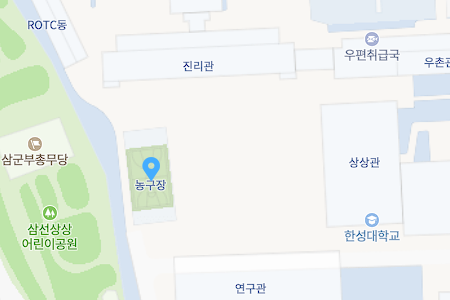 ROTC동
우편취급국
진리관
우촌관
삼군부총무당
상상관
농구장
삼선상상
어린이공원
한성대학교
연구관